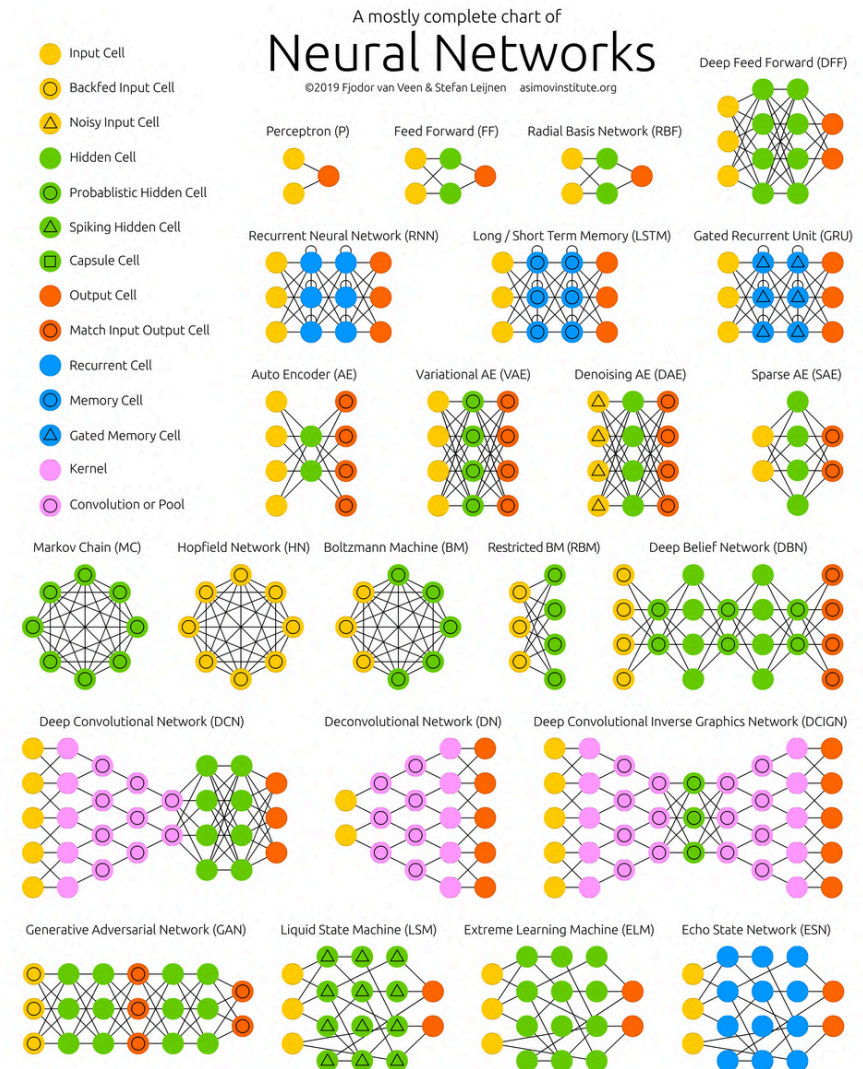 A mostly complete chart of
Neural Networks
©2019 Fjodor van Veen & Stefan Leijnen asimovinstitute.org
Input Cell
Backfed Input Cell
Noisy Input Cell
Hidden Cell
Probablistic Hidden Cell
Spiking Hidden Cell
Capsule Cell
Output Cell
Match Input Output Cell
Recurrent Cell
Memory Cell
Gated Memory Cell
Kernel
Convolution or Pool
Deep Feed Forward (DFF)
Perceptron (P)
Feed Forward (FF)
Radial Basis Network (RBF)
Recurrent Neural Network (RNN)
Long / Short Term Memory (LSTM)
Gated Recurrent Unit (GRU)
Auto Encoder (AE)
Variational AE (VAE)
Denoising AE (DAE)
Sparse AE (SAE)
Markov Chain (MC)
Hopfield Network (HN)
Boltzmann Machine (BM)
Restricted BM (RBM)
Deep Belief Network (DBN)
Deep Convolutional Network (DCN)
Deconvolutional Network (DN)
Deep Convolutional Inverse Graphics Network (DCIGN)
Generative Adversarial Network (GAN)
Liquid State Machine (LSM)
Extreme Learning Machine (ELM)
Echo State Network (ESN)